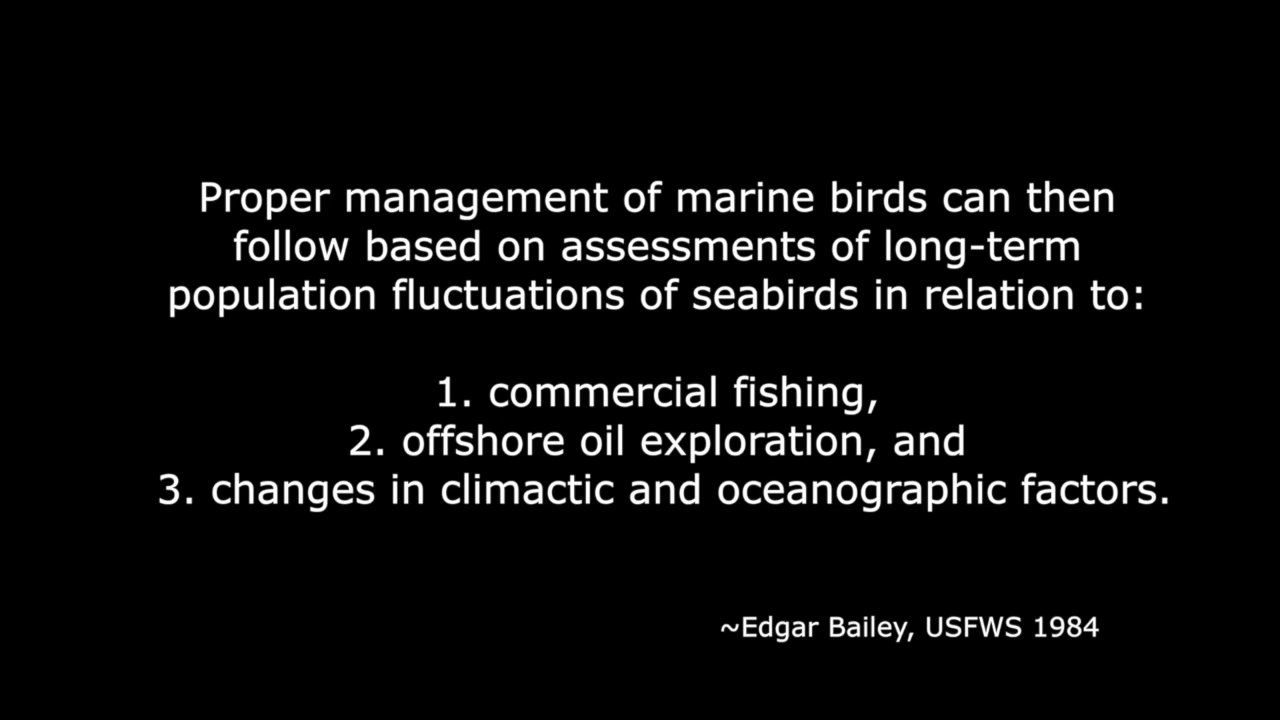 Proper management of marine birds can then
follow based on assessments of long-term
population fluctuations of seabirds in relation to:
1. commercial fishing,
2. offshore oil exploration, and
3. changes in climactic and oceanographic factors.
~Edgar Bailey, USFWS 1984